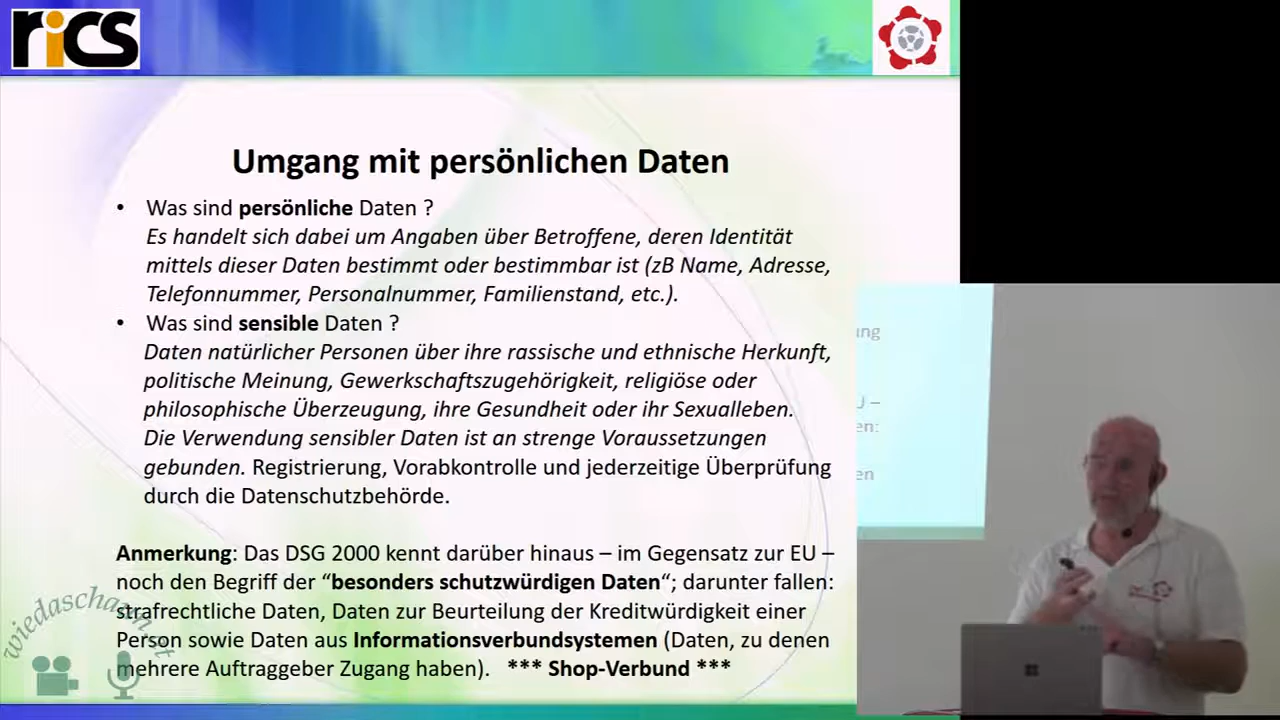 rics
Umgang mit persönlichen Daten
• Was sind persönliche Daten ?
Es handelt sich dabei um Angaben über Betroffene, deren Identität
mittels dieser Daten bestimmt oder bestimmbar ist (zB Name, Adresse,
Telefonnummer, Personalnummer, Familienstand, etc.).
• Was sind sensible Daten ?
Daten natürlicher Personen über ihre rassische und ethnische Herkunft,
politische Meinung, Gewerkschaftszugehörigkeit, religiöse oder
philosophische Überzeugung, ihre Gesundheit oder ihr Sexualleben.
Die Verwendung sensibler Daten ist an strenge Voraussetzungen
gebunden. Registrierung, Vorabkontrolle und jederzeitige Überprüfung
durch die Datenschutzbehörde.
Anmerkung: Das DSG 2000 kennt darüber hinaus – im Gegensatz zur EU –
noch den Begriff der “besonders schutzwürdigen Daten“; darunter fallen:
strafrechtliche Daten, Daten zur Beurteilung der Kreditwürdigkeit einer
Person sowie Daten aus Informationsverbundsystemen (Daten, zu denen
mehrere Auftraggeber Zugang haben). *** Shop-Verbund ***
ung
U –
en:
en